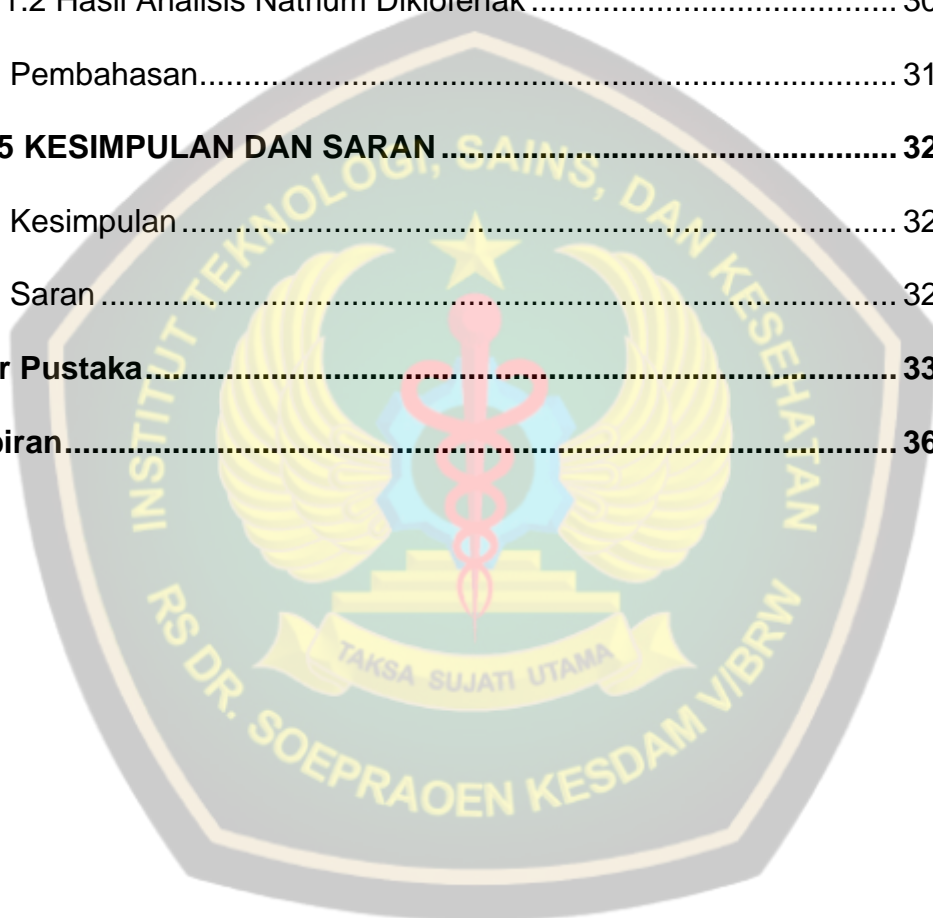 1.2 Hasil Analisis Natrium Diklofenak ........................................ 30
Pembahasan.............................................................................. 31
5 KESIMPULAN DAN SARAN .................................................. 32
Kesimpulan ................................................................................ 32
Saran ......................................................................................... 32
r Pustaka................................................................................... 33
iran............................................................................................ 36
INSTITUT TEKNOLOGI, SAINS, DAN KESEHATAN
TAKSA SUJATI UTAMA
RS DR. SOEPRAOEN KESDAM V/BRW